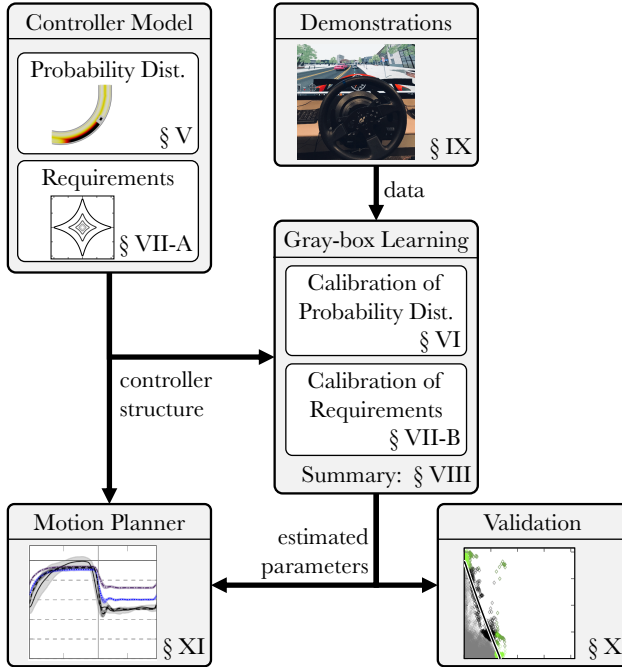 Controller Model
Probability Dist.
§ V
Requirements
§ VII-A
Demonstrations
§ IX
data
Gray-box Learning
Calibration of
Probability Dist.
§ VI
Calibration of
Requirements
§ VII-B
Summary: § VIII
controller
structure
estimated
parameters
Motion Planner
§ XI
Validation
§ X